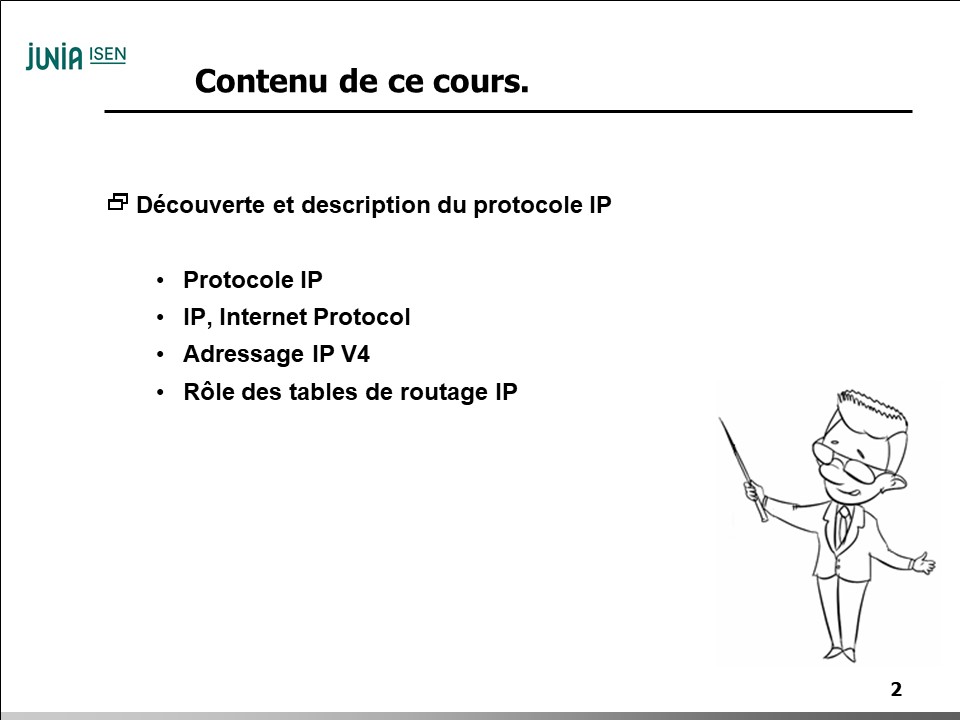 JUNIA ISEN
Contenu de ce cours.
Découverte et description du protocole IP
• Protocole IP
• IP, Internet Protocol
• Adressage IP V4
• Rôle des tables de routage IP
2